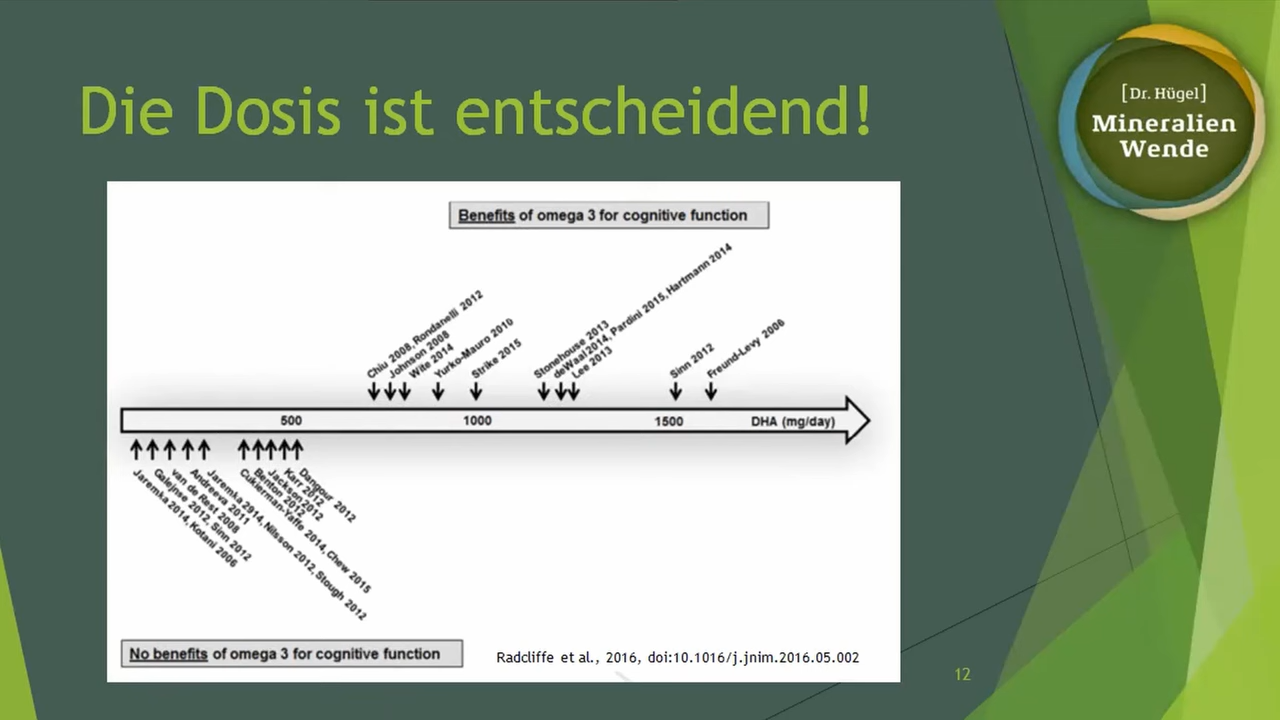 Die Dosis ist entscheidend!
[Dr. Hügel]
Mineralien
Wende
Benefits of omega 3 for cognitive function
Chiu 2008, Rondanelli 2012
Johnson 2008
Wite 2014
Yurko-Mauro 2010
Strike 2015
Stonehouse 2013
deWaal 2014, Pardini 2015, Hartmann 2014
Lee 2013
Sinn 2012
Freund-Levy 2006
500
1000
1500
DHA (mg/day)
Jaremka 2014, Kotani 2006
Galejnse 2012, Sinn 2012
van de Rest 2008
Andreeva 2011
Jaremka 2914, Nilsson 2012, Stough 2012
Cukierman-Yaffe 2014, Chew 2015
Benton 2012
Jackson 2012
Karr 2012
Dangour 2012
No benefits of omega 3 for cognitive function
Radcliffe et al., 2016, doi:10.1016/j.jnim.2016.05.002
12